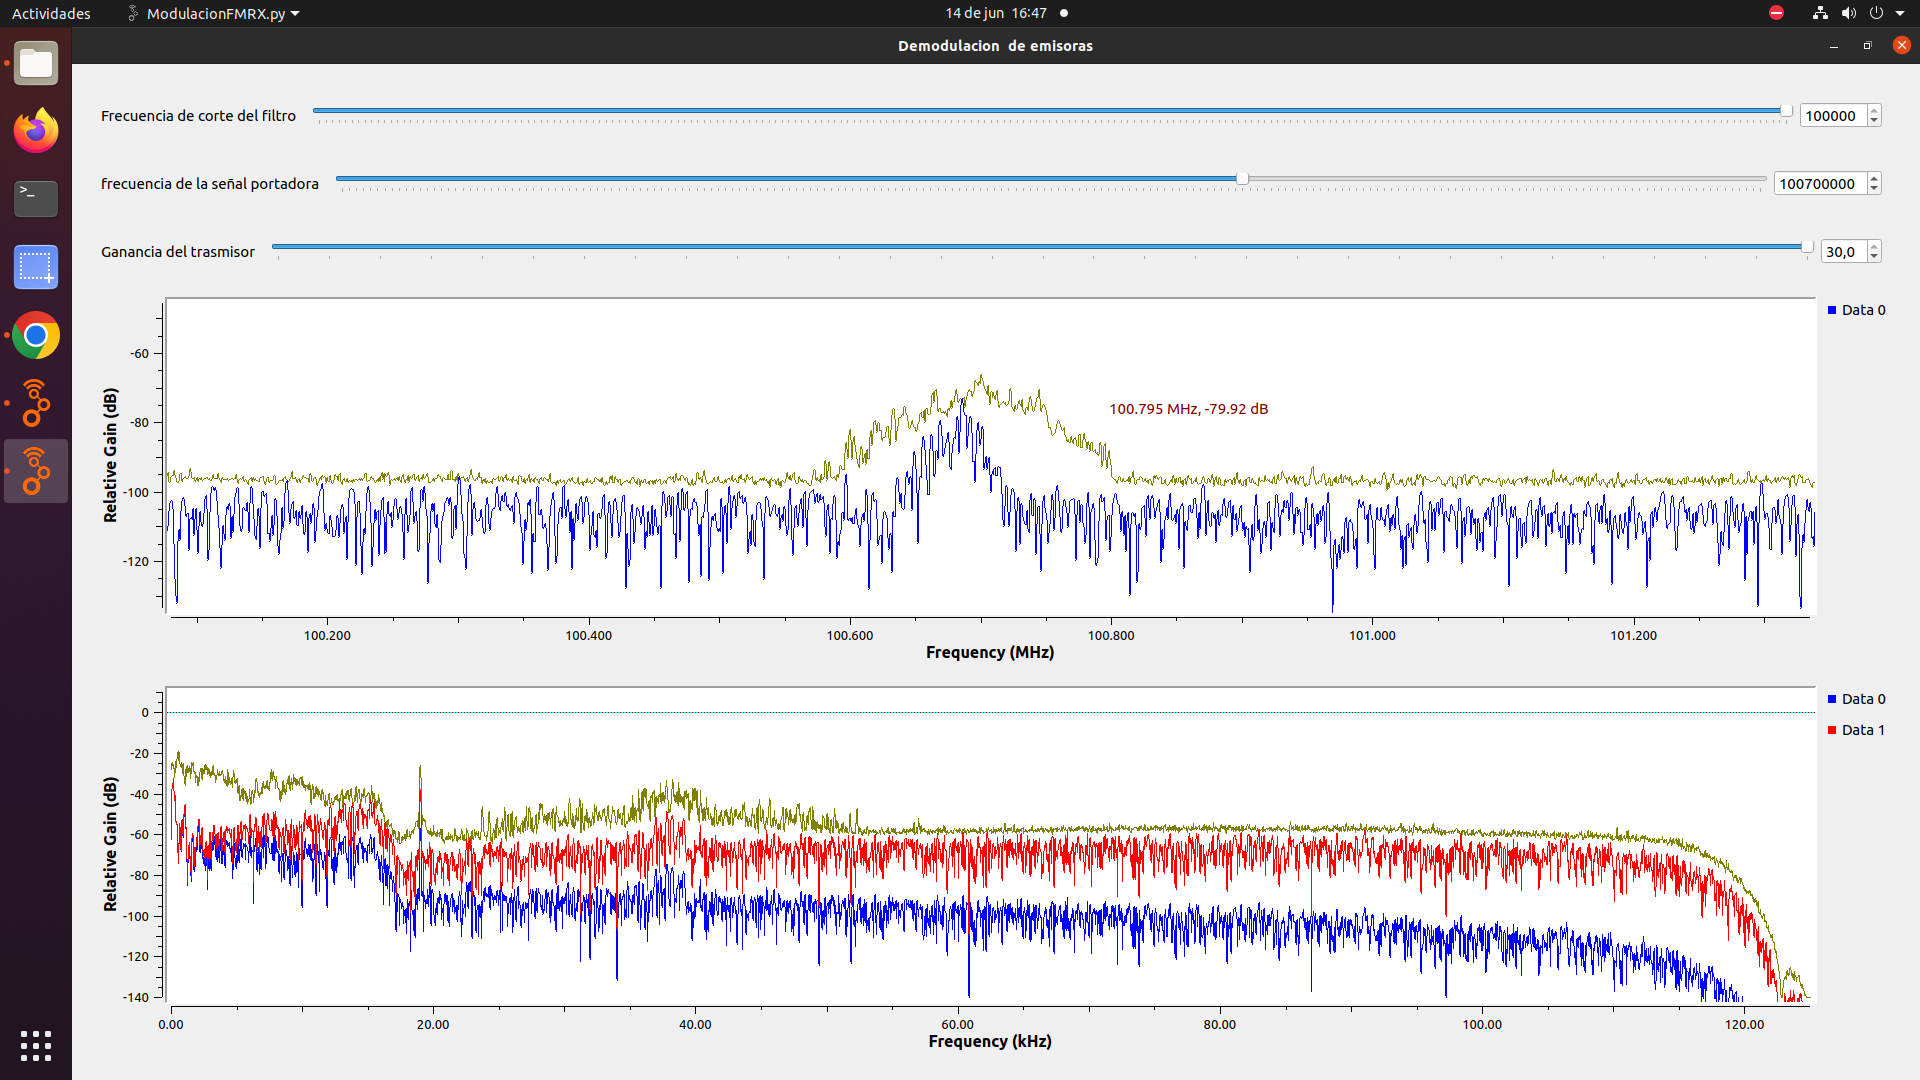 Actividades
ModulacionFMRX.py
14 de jun 16:47
Demodulacion de emisoras
Frecuencia de corte del filtro
100000
frecuencia de la señal portadora
100700000
Ganancia del trasmisor
30,0
Relative Gain (dB)
-60
-80
-100
-120
100.795 MHz, -79.92 dB
Data 0
100.200
100.400
100.600
100.800
101.000
101.200
Frequency (MHz)
Relative Gain (dB)
0
-20
-40
-60
-80
-100
-120
-140
Data 0
Data 1
0.00
20.00
40.00
60.00
80.00
100.00
120.00
Frequency (kHz)